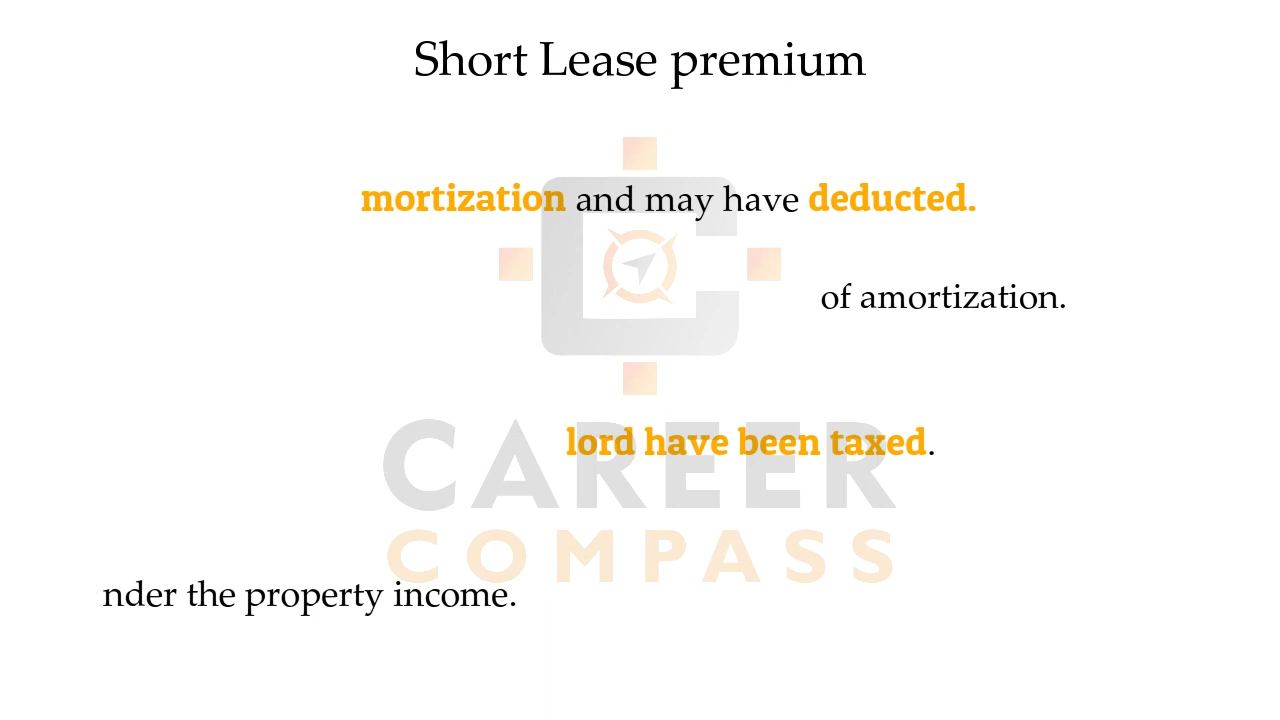 Short Lease premium
mortization and may have deducted.
of amortization.
lord have been taxed.
CAREER
COMPASS
nder the property income.